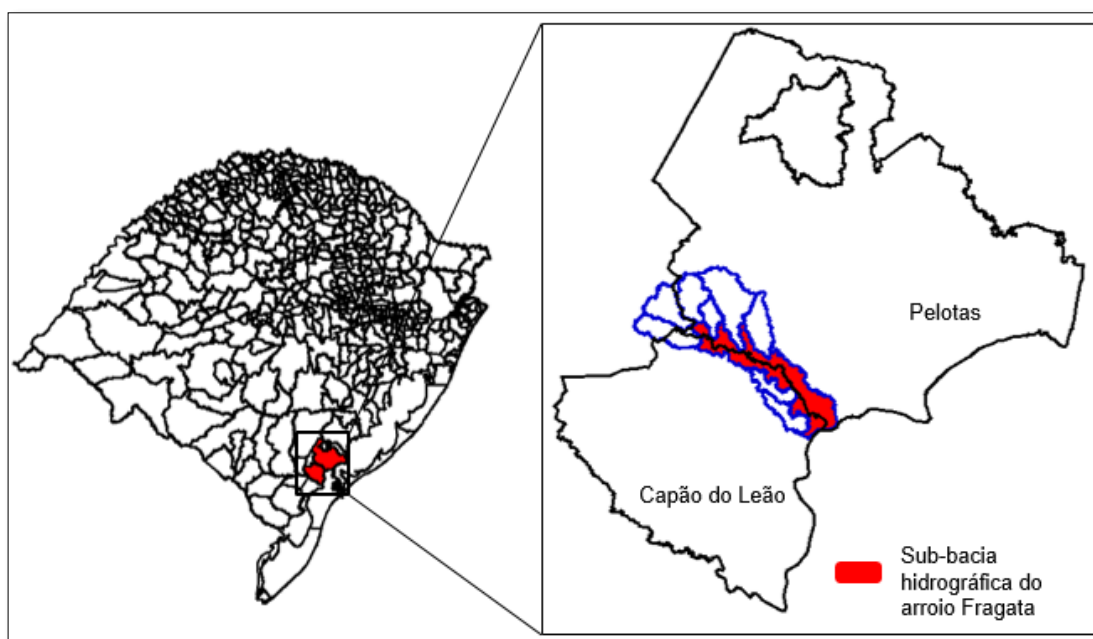 Pelotas
Capão do Leão
Sub-bacia
hidrográfica do
arroio Fragata